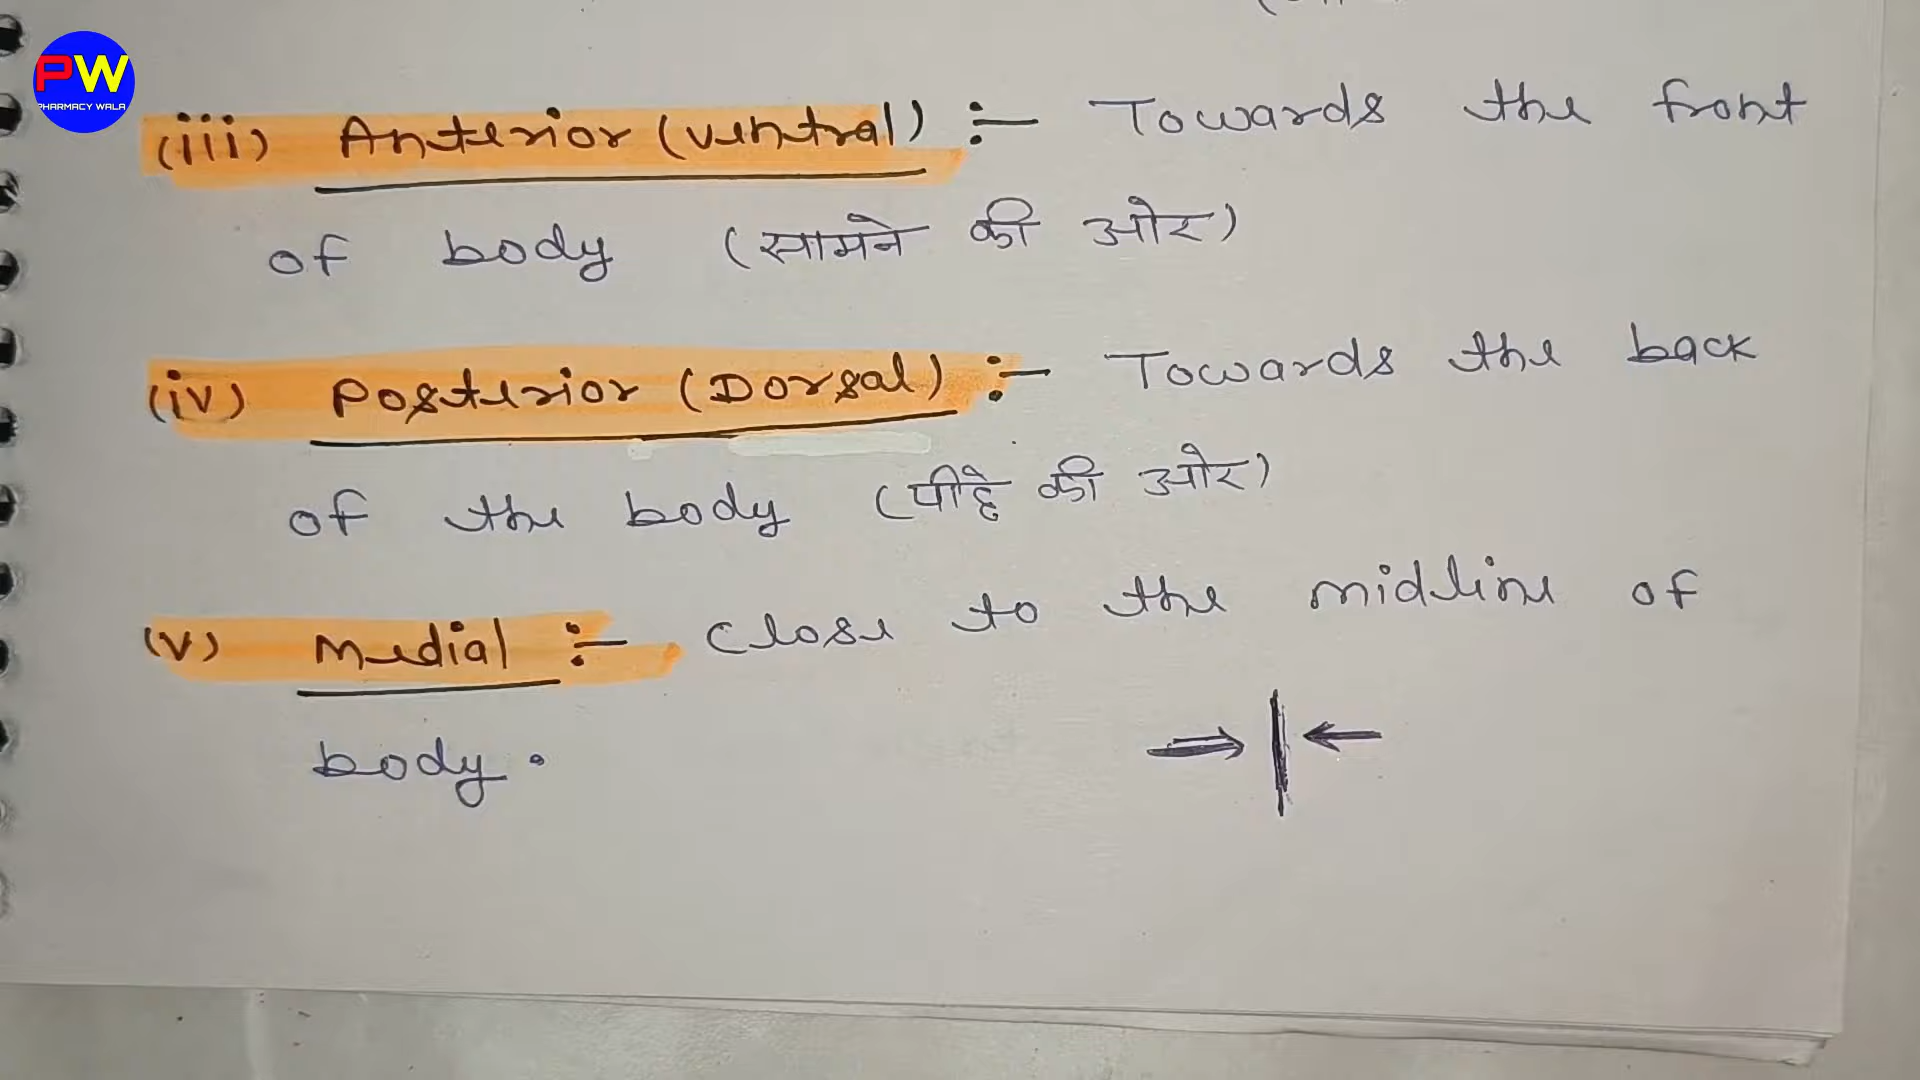 PW
PHARMACY WALA
(iii) Anterior (ventral) :- Towards the front
of body (सामने की ओर)
(iv) Posterior (Dorsal) :- Towards the back
of the body (पीछे की ओर)
(v) Medial :- Close to the midline of
body.